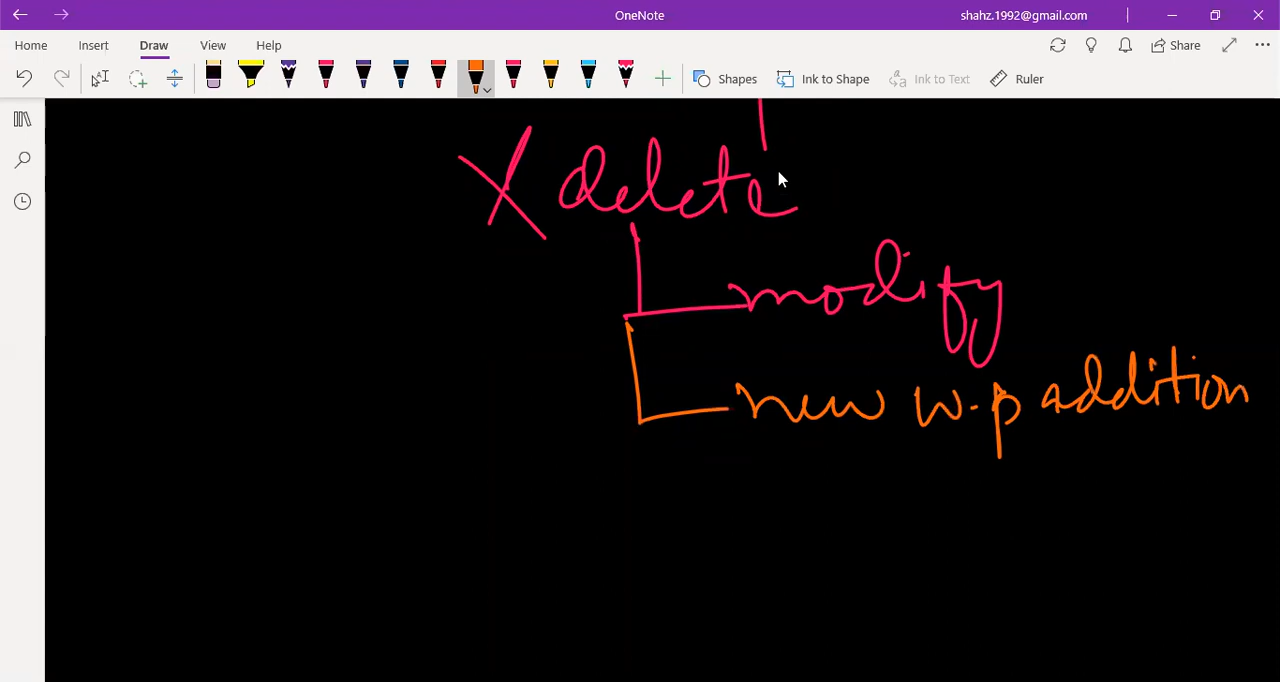 OneNote
shahz.1992@gmail.com
Home Insert Draw View Help
Share
Shapes Ink to Shape Ink to Text Ruler
X delete
modify
new w.p addition